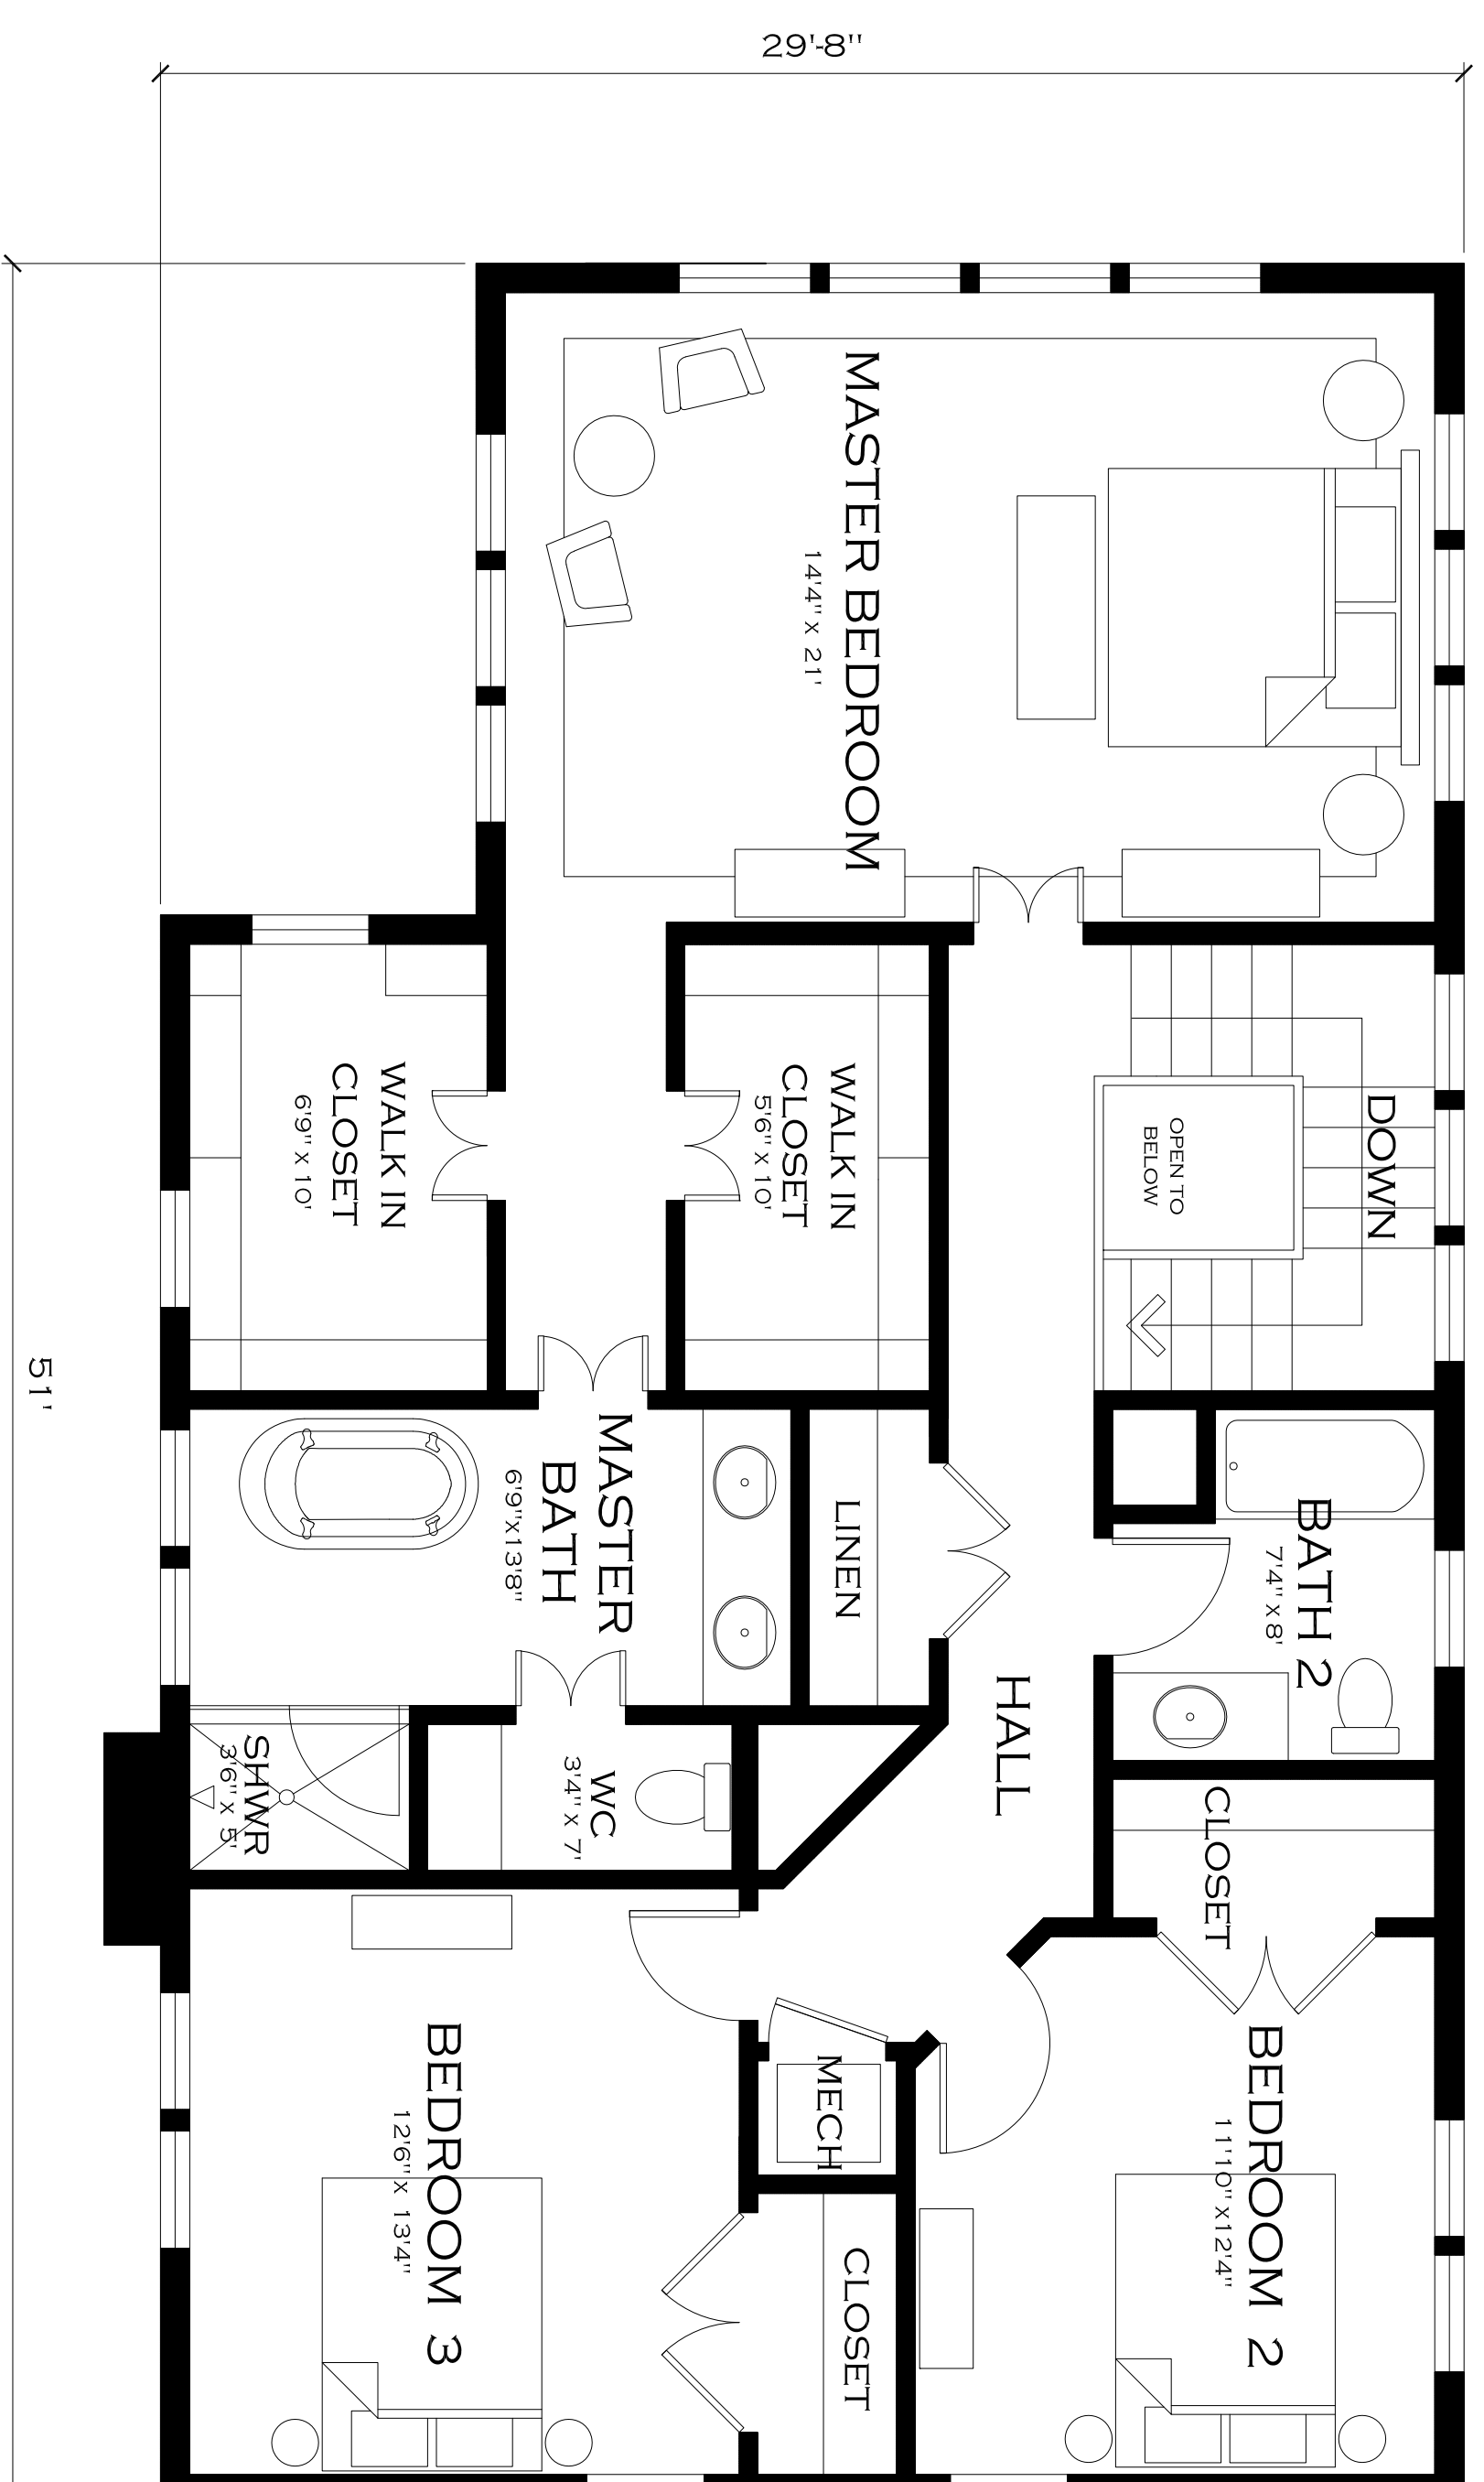 29'-8"
51'
MASTER BEDROOM
14'4" x 21'
DOWN
OPEN TO
BELOW
WALK IN
CLOSET
5'6" x 10'
WALK IN
CLOSET
6'9" x 10'
BATH 2
7'4" x 8'
LINEN
MASTER
BATH
6'9"x13'8"
HALL
CLOSET
WC
3'4" x 7'
SHWR
3'6" x 5'
BEDROOM 2
11'10" x12'4"
MECH
CLOSET
BEDROOM 3
12'6" x 13'4"